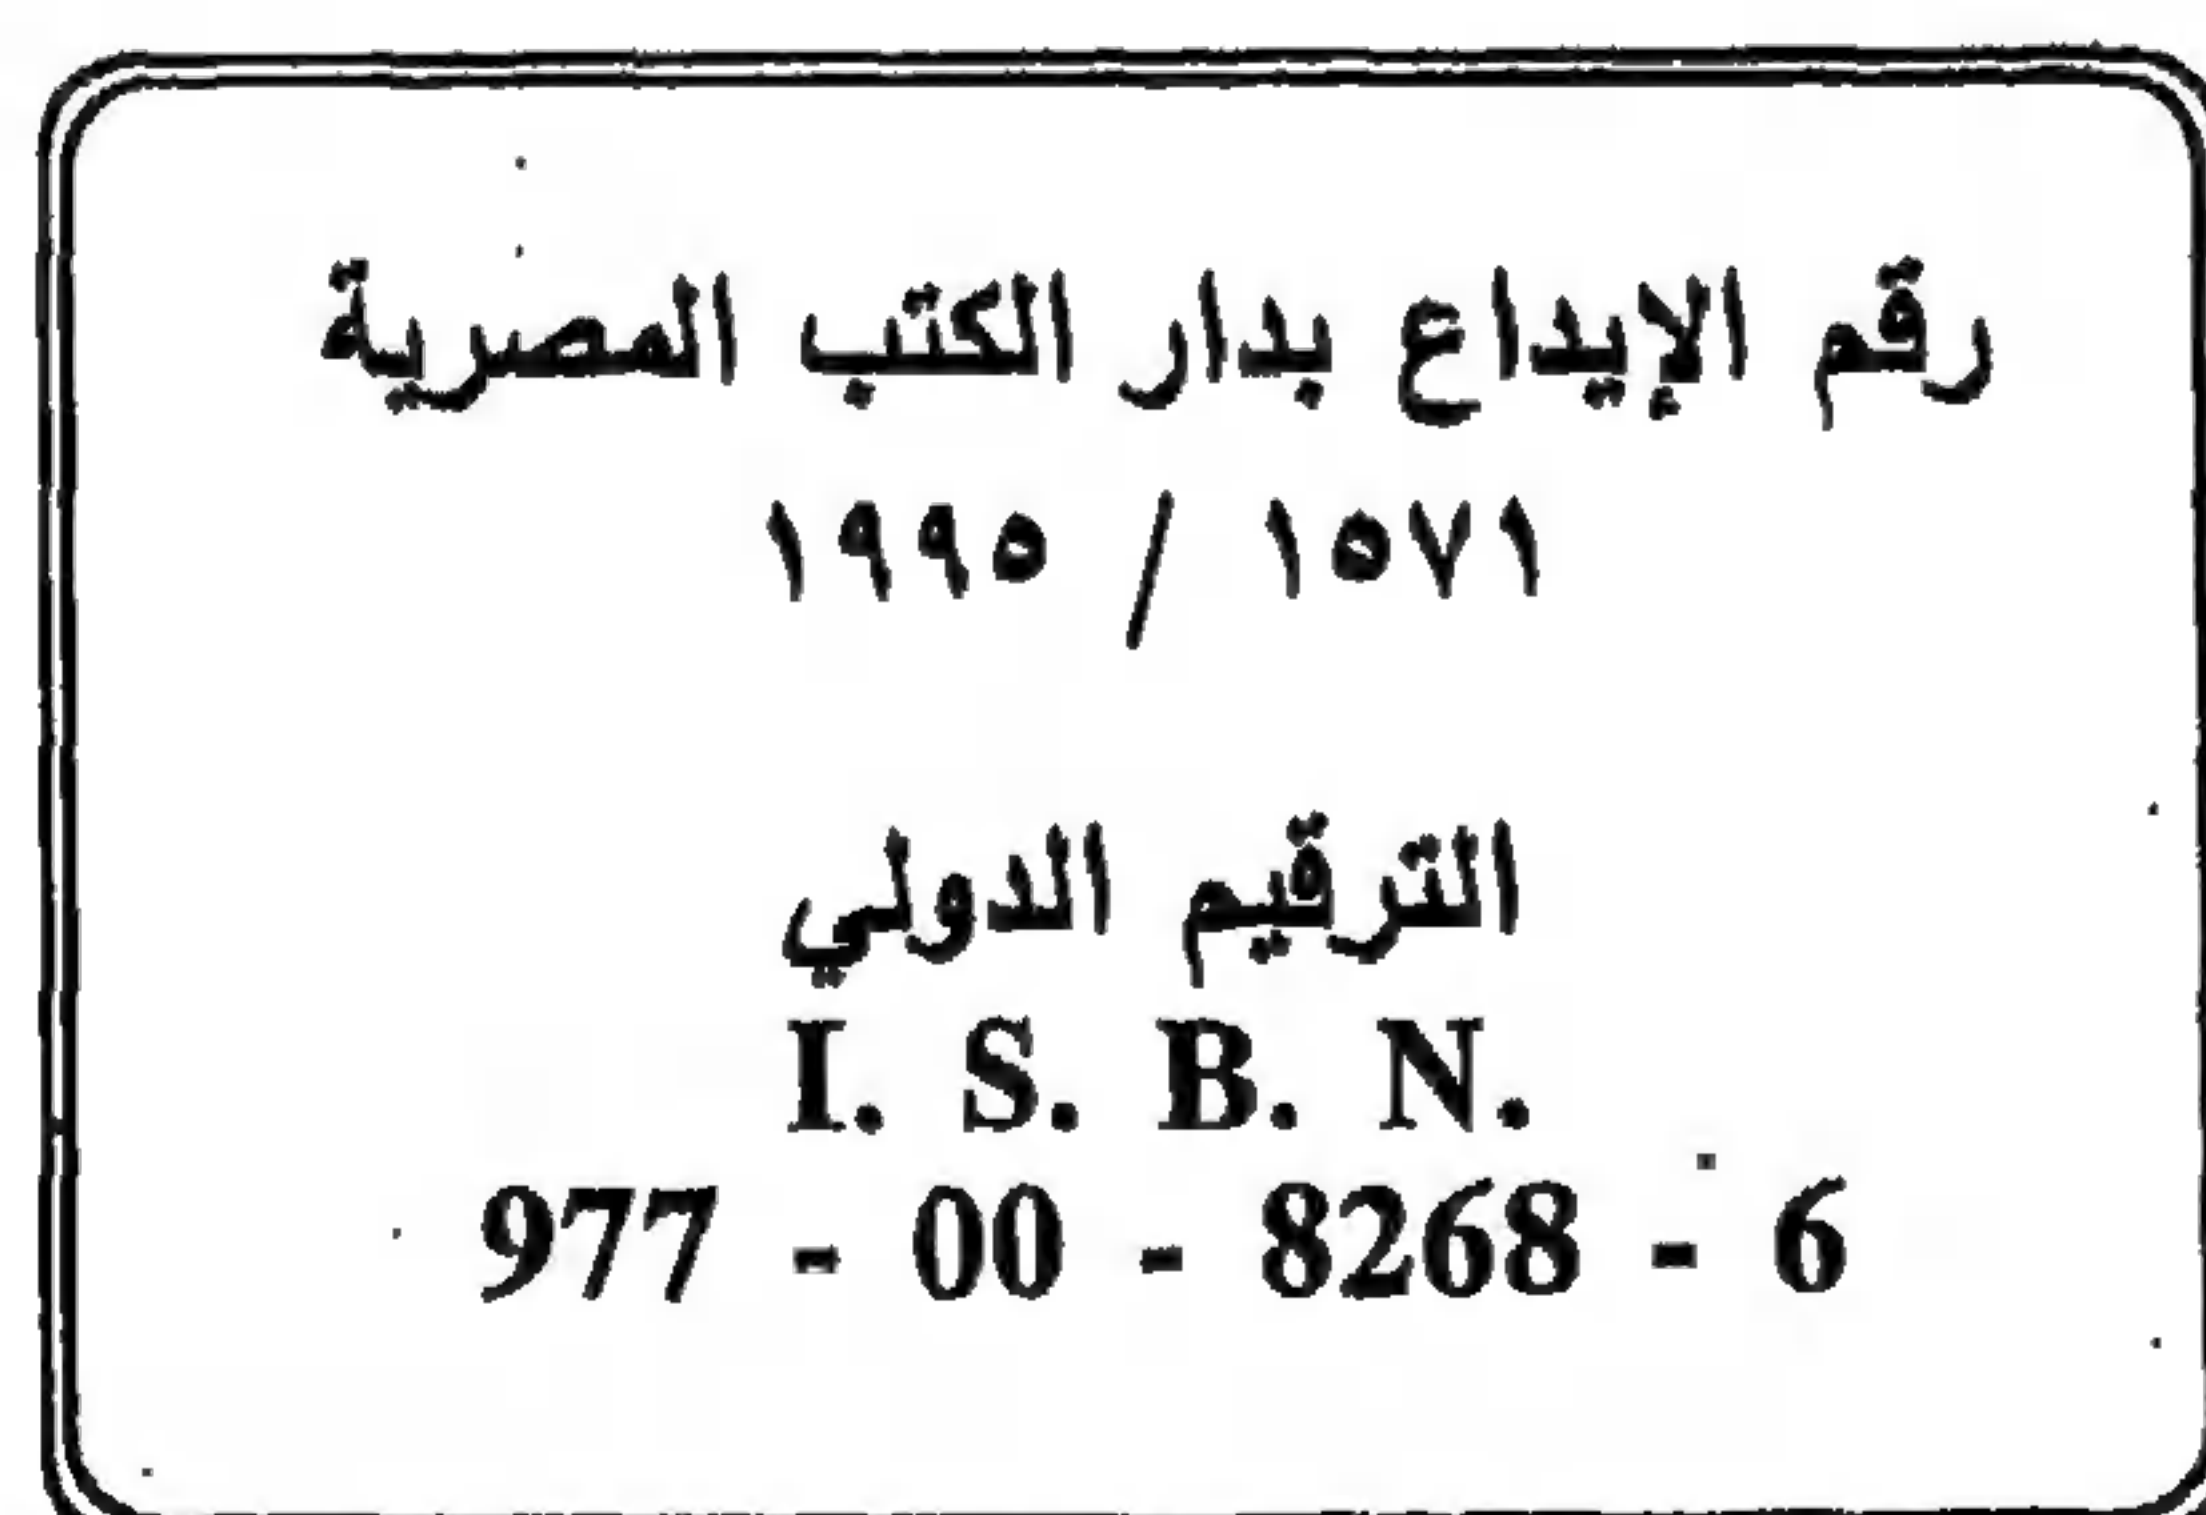 رقم الإيداع بدار الكتب المصرية
١٥٧١ / ١٩٩٥
الترقيم الدولي
I. S. B. N.
977 - 00 - 8268 - 6